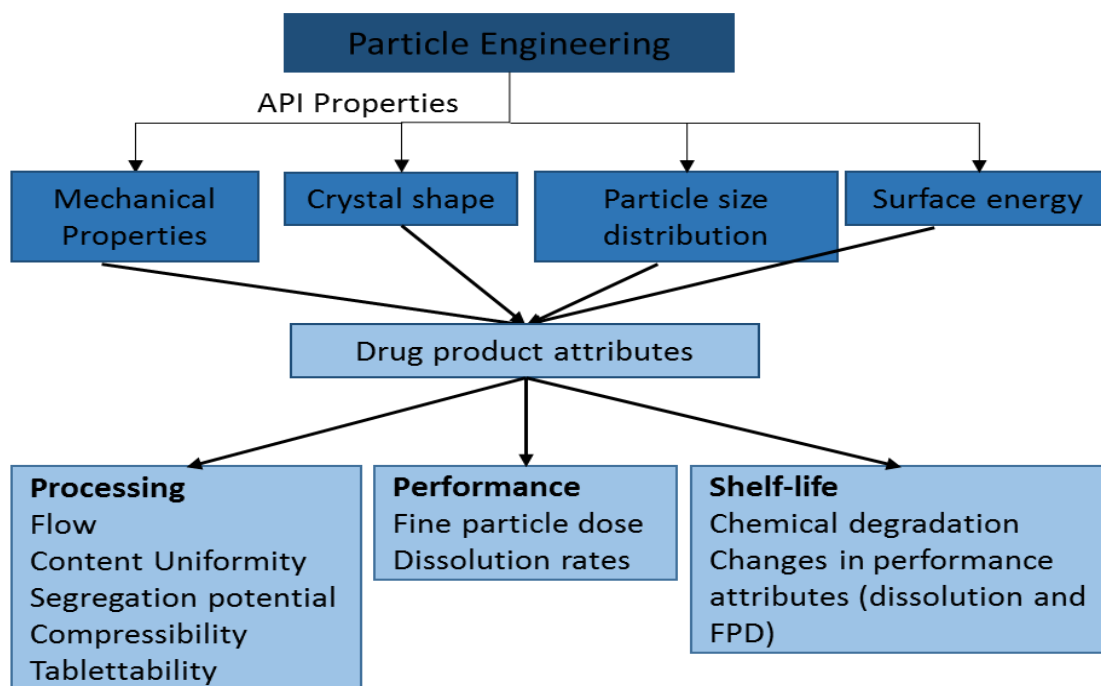 Particle Engineering
API Properties
Mechanical
Properties
Crystal shape
Particle size
distribution
Surface energy
Drug product attributes
Processing
Flow
Content Uniformity
Segregation potential
Compressibility
Tablettability
Performance
Fine particle dose
Dissolution rates
Shelf-life
Chemical degradation
Changes in performance
attributes (dissolution and
FPD)